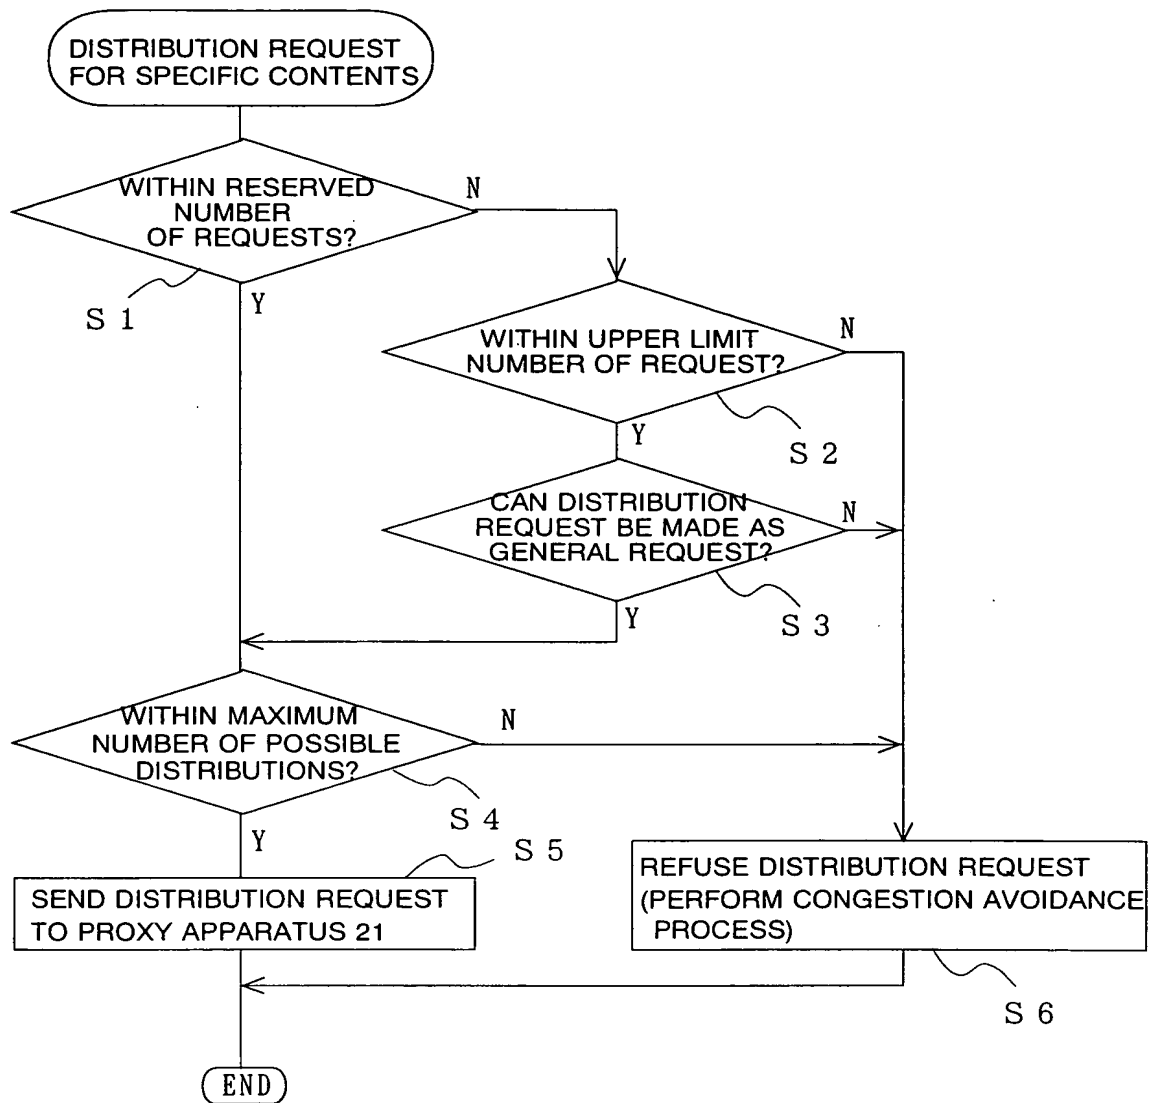 DISTRIBUTION REQUEST
FOR SPECIFIC CONTENTS
WITHIN RESERVED
NUMBER
OF REQUESTS?
N
Y
S 1
WITHIN UPPER LIMIT
NUMBER OF REQUEST?
N
Y
S 2
CAN DISTRIBUTION
REQUEST BE MADE AS
GENERAL REQUEST?
N
Y
S 3
WITHIN MAXIMUM
NUMBER OF POSSIBLE
DISTRIBUTIONS?
N
Y
S 4
S 5
SEND DISTRIBUTION REQUEST
TO PROXY APPARATUS 21
REFUSE DISTRIBUTION REQUEST
(PERFORM CONGESTION AVOIDANCE
PROCESS)
S 6
END